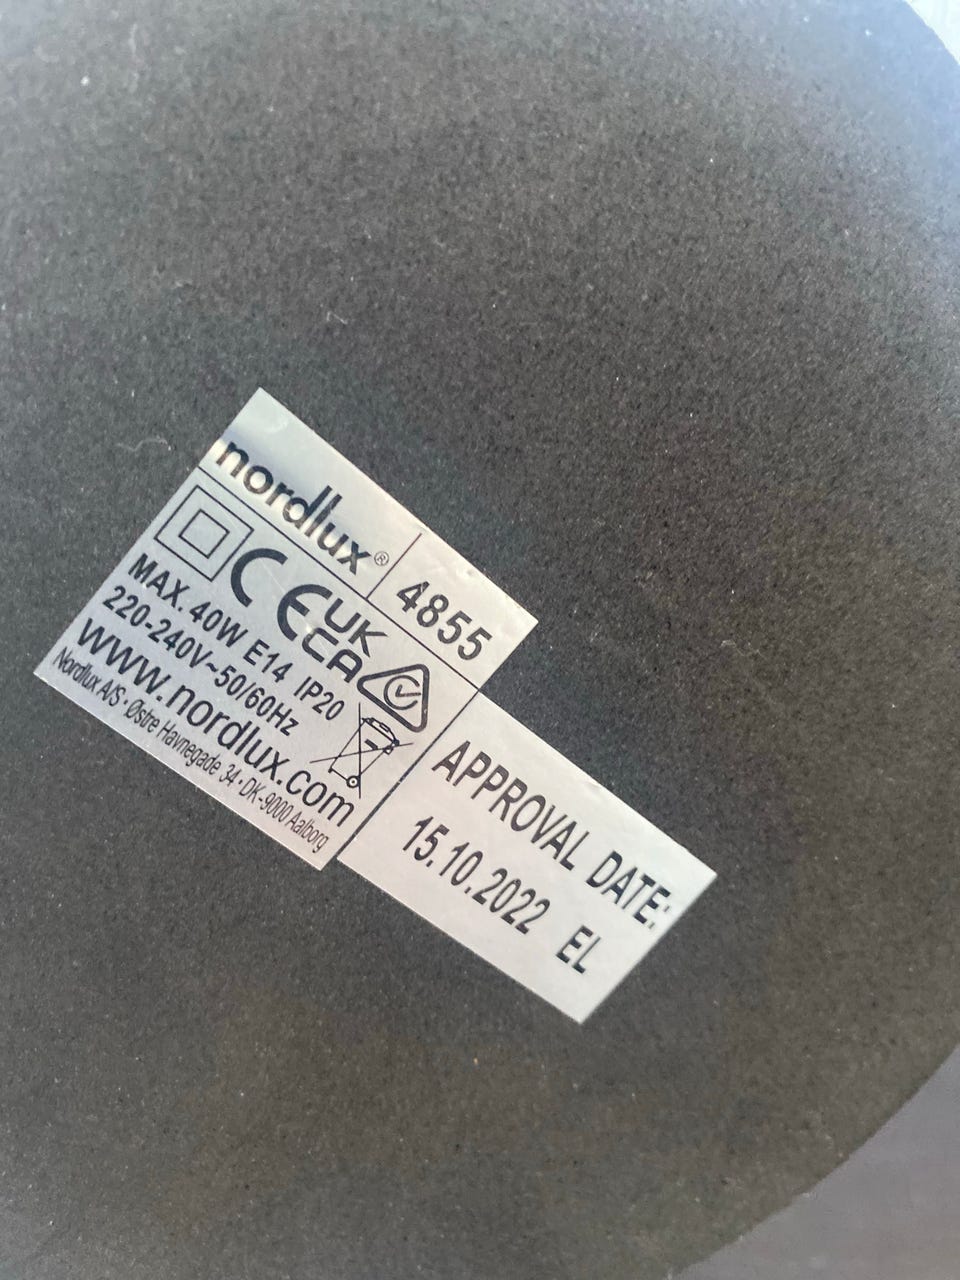 nordlux® 4855
CE UK CA
MAX. 40W E14 IP20
220-240V~50/60Hz
www.nordlux.com
Nordlux A/S · Østre Havnegade 34 · DK-9000 Aalborg
APPROVAL DATE:
15.10.2022 EL